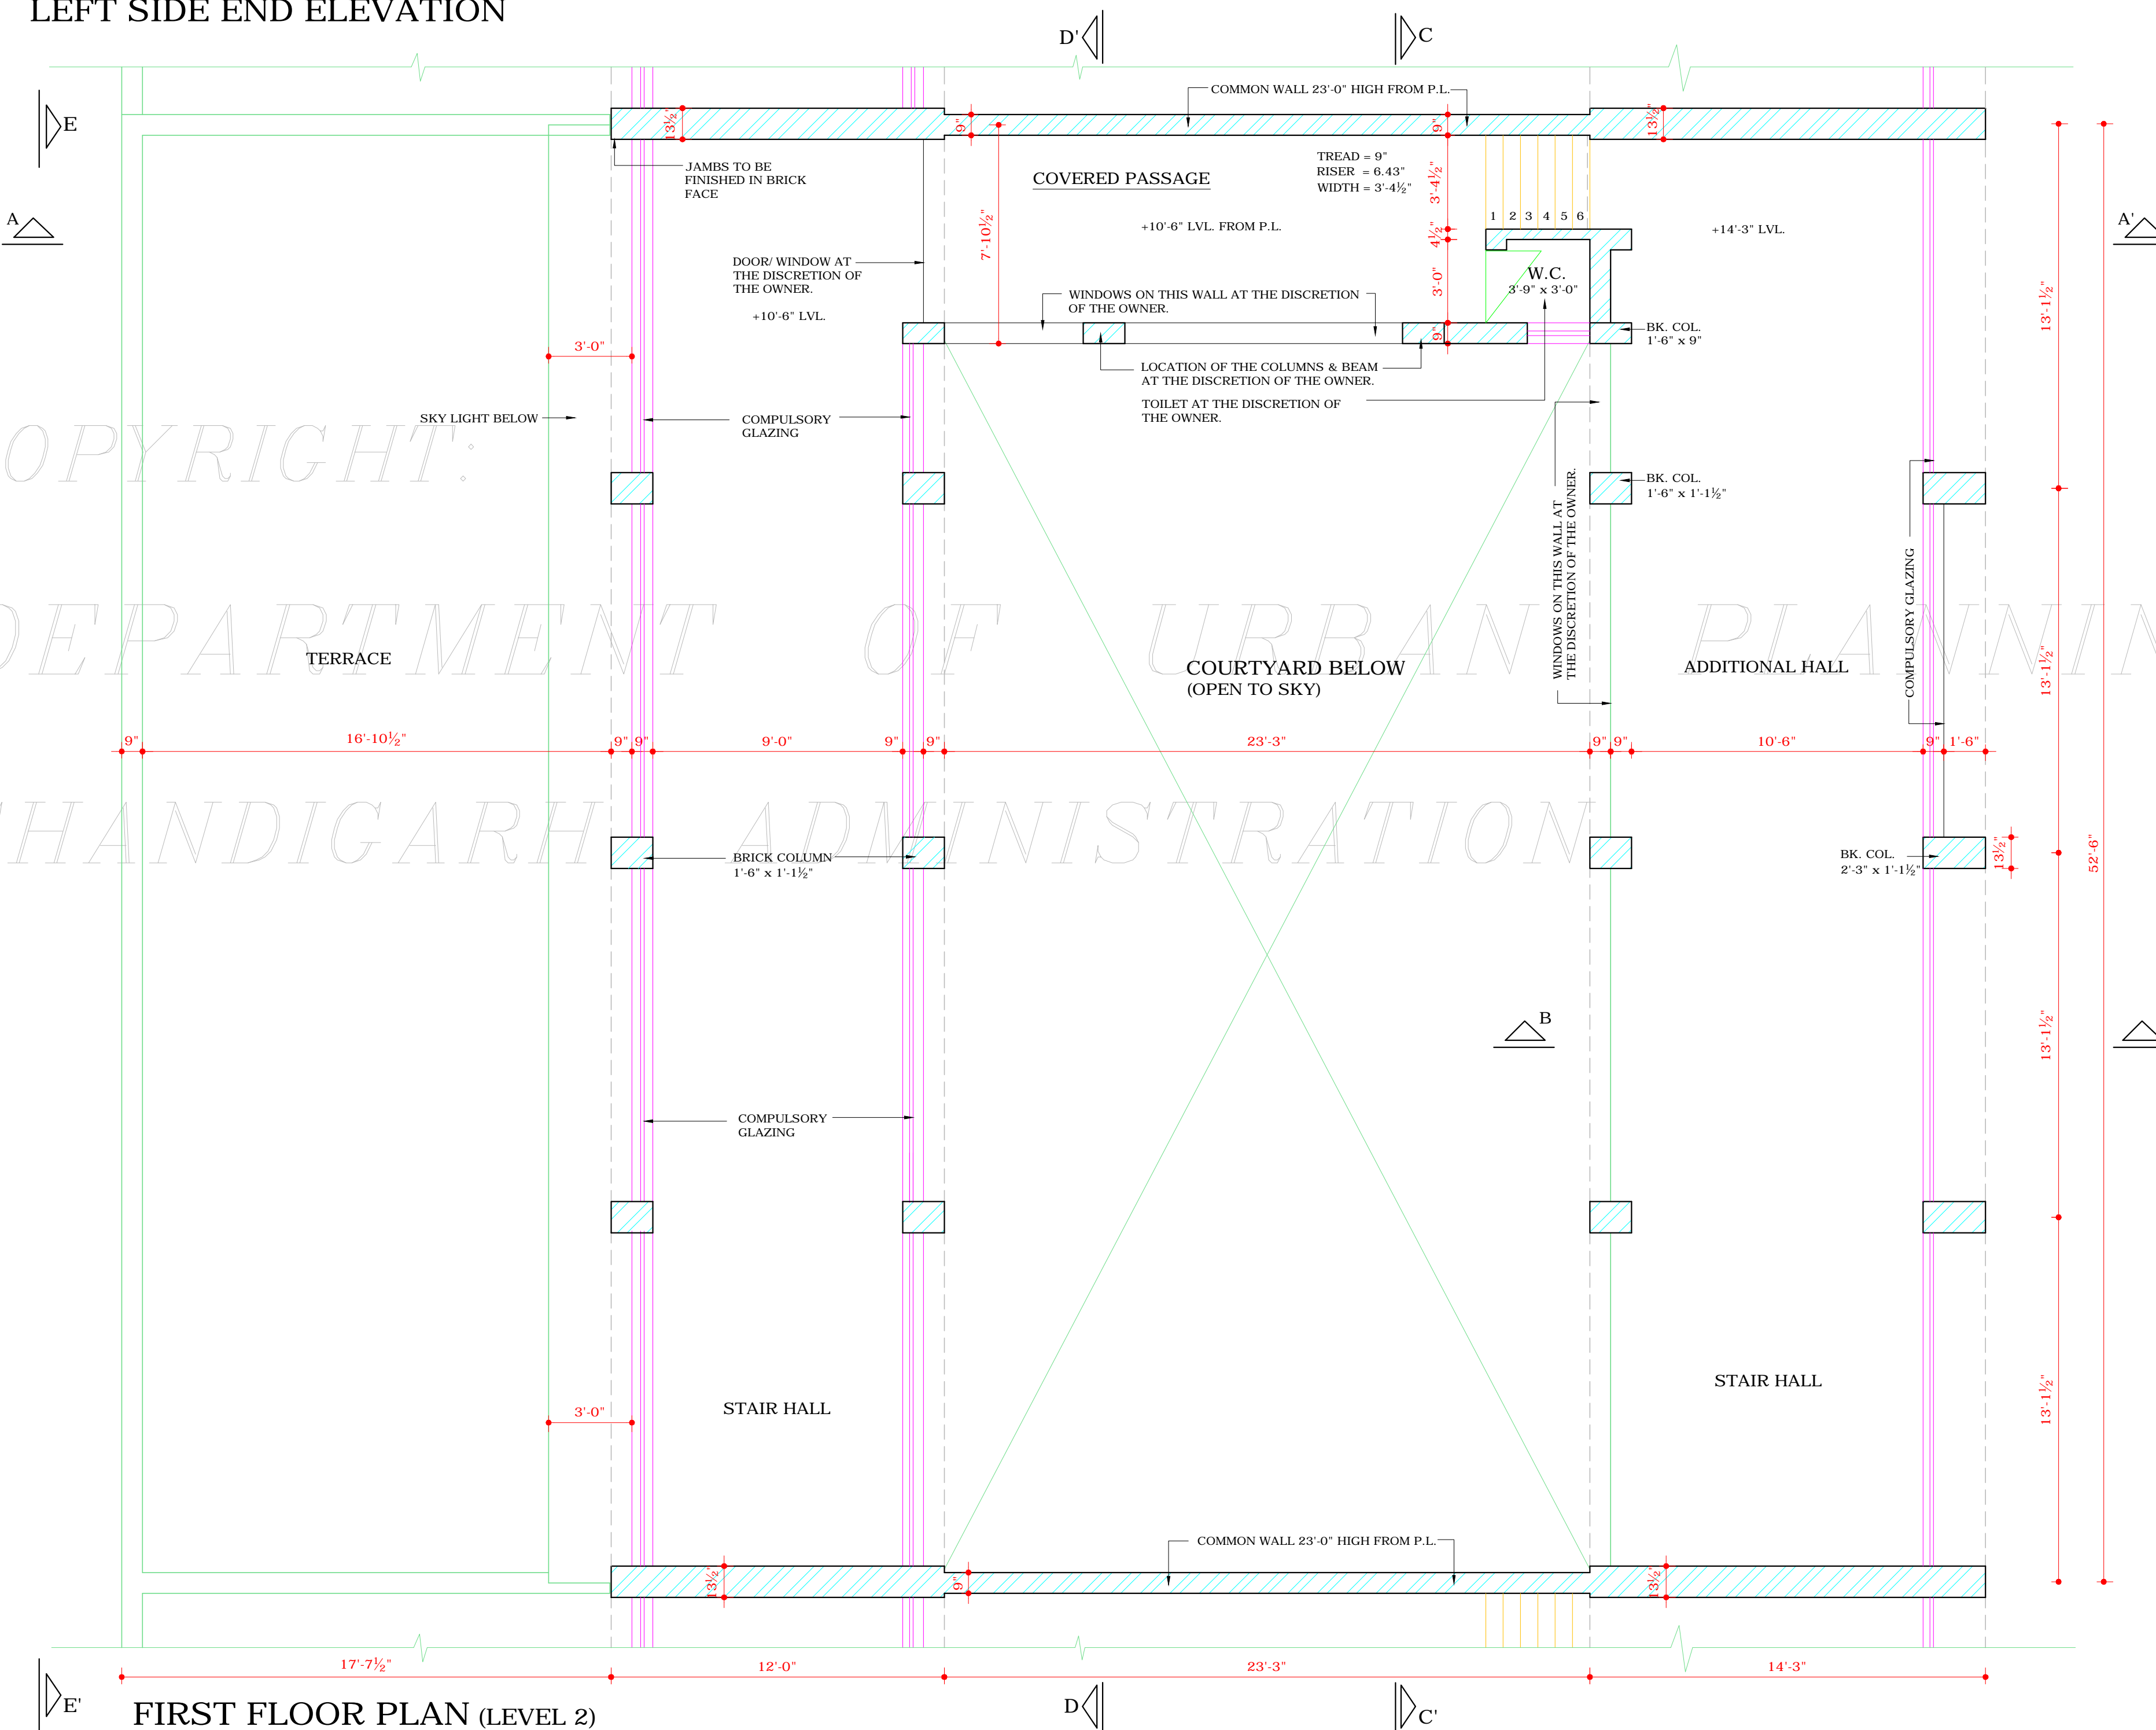 LEFT SIDE END ELEVATION
D'
C
E
COMMON WALL 23'-0" HIGH FROM P.L.
13½"
9"
9"
13½"
JAMBS TO BE
FINISHED IN BRICK
FACE
COVERED PASSAGE
TREAD = 9"
RISER = 6.43"
WIDTH = 3'-4½"
3'-4½"
A
1 2 3 4 5 6
A'
+10'-6" LVL. FROM P.L.
+14'-3" LVL.
7'-10½"
4½"
DOOR/ WINDOW AT
THE DISCRETION OF
THE OWNER.
W.C.
3'-9" x 3'-0"
3'-0"
13'-1½"
WINDOWS ON THIS WALL AT THE DISCRETION
OF THE OWNER.
+10'-6" LVL.
9"
BK. COL.
1'-6" x 9"
3'-0"
LOCATION OF THE COLUMNS & BEAM
AT THE DISCRETION OF THE OWNER.
TOILET AT THE DISCRETION OF
THE OWNER.
SKY LIGHT BELOW
COMPULSORY
GLAZING
OPYRIGHT:
WINDOWS ON THIS WALL AT
THE DISCRETION OF THE OWNER.
BK. COL.
1'-6" x 1'-1½"
COMPULSORY GLAZING
DEPARTMENT OF URBAN PLANNIN
TERRACE
COURTYARD BELOW
(OPEN TO SKY)
ADDITIONAL HALL
13'-1½"
9" 16'-10½" 9" 9" 9'-0" 9" 9" 23'-3" 9" 9" 10'-6" 9" 1'-6"
HANDIGARH ADMINISTRATION
BRICK COLUMN
1'-6" x 1'-1½"
BK. COL.
2'-3" x 1'-1½"
13½"
52'-6"
B
13'-1½"
COMPULSORY
GLAZING
STAIR HALL
STAIR HALL
3'-0"
13'-1½"
COMMON WALL 23'-0" HIGH FROM P.L.
13½"
9"
13½"
17'-7½" 12'-0" 23'-3" 14'-3"
E'
D
C'
FIRST FLOOR PLAN (LEVEL 2)